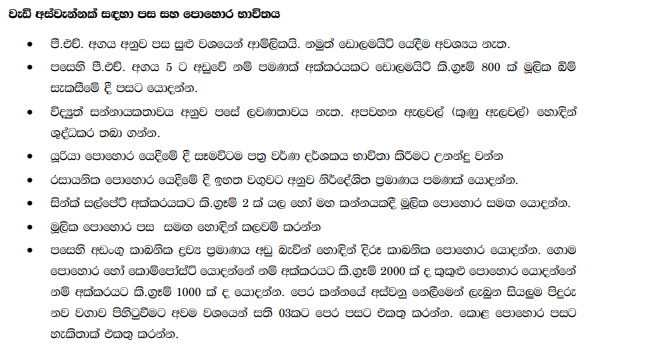 වැඩි අස්වැන්නක් සඳහා පස සහ පොහොර භාවිතය
• පී.එච්. අගය අනුව පස සුළු වශයෙන් ආම්ලිකයි. නමුත් ඩොලමයිට් යෙදීම අවශ්‍යය නැත.
• පසෙහි පී.එච්. අගය 5 ට අඩුවේ නම් පමණක් අක්කරයකට ඩොලමයිට් කි.ග්‍රෑම් 800 ක් මූලික බිම්
සැකසීමේ දී පසට යොදන්න.
• විද්‍යුත් සන්නායකතාවය අනුව පසේ ලවණතාවය නැත. අපවහන ඇලවල් (කුණු ඇලවල්) හොඳින්
ශුද්ධකර තබා ගන්න.
• යූරියා පොහොර යෙදීමේ දී සෑමවිටම පත්‍ර වර්ණ දර්ශකය භාවිතා කිරීමට උනන්දු වන්න
• රසායනික පොහොර යෙදීමේ දී ඉහත වගුවට අනුව නිර්දේශිත ප්‍රමාණය පමණක් යොදන්න.
• සින්ක් සල්පේට් අක්කරයකට කි.ග්‍රෑම් 2 ක් යල හෝ මහ කන්නයකදී මූලික පොහොර සමඟ යොදන්න.
• මූලික පොහොර පස සමඟ හොඳින් කලවම් කරන්න
• පසෙහි අඩංගු කාබනික ද්‍රව්‍ය ප්‍රමාණය අඩු බැවින් හොඳින් දිරූ කාබනික පොහොර යොදන්න. ගොම
පොහොර හෝ කොම්පෝස්ට් යොදන්නේ නම් අක්කරයට කි.ග්‍රෑම් 2000 ක් ද කුකුළු පොහොර යොදන්නේ
නම් අක්කරයට කි.ග්‍රෑම් 1000 ක් ද යොදන්න. පෙර කන්නයේ අස්වනු නෙලීමෙන් ලැබුන සියලුම පිදුරු
නව වගාව පිහිටුවීමට අවම වශයෙන් සති 03කට පෙර පසට එකතු කරන්න. කොළ පොහොර පසට
හැකිතාක් එකතු කරන්න.